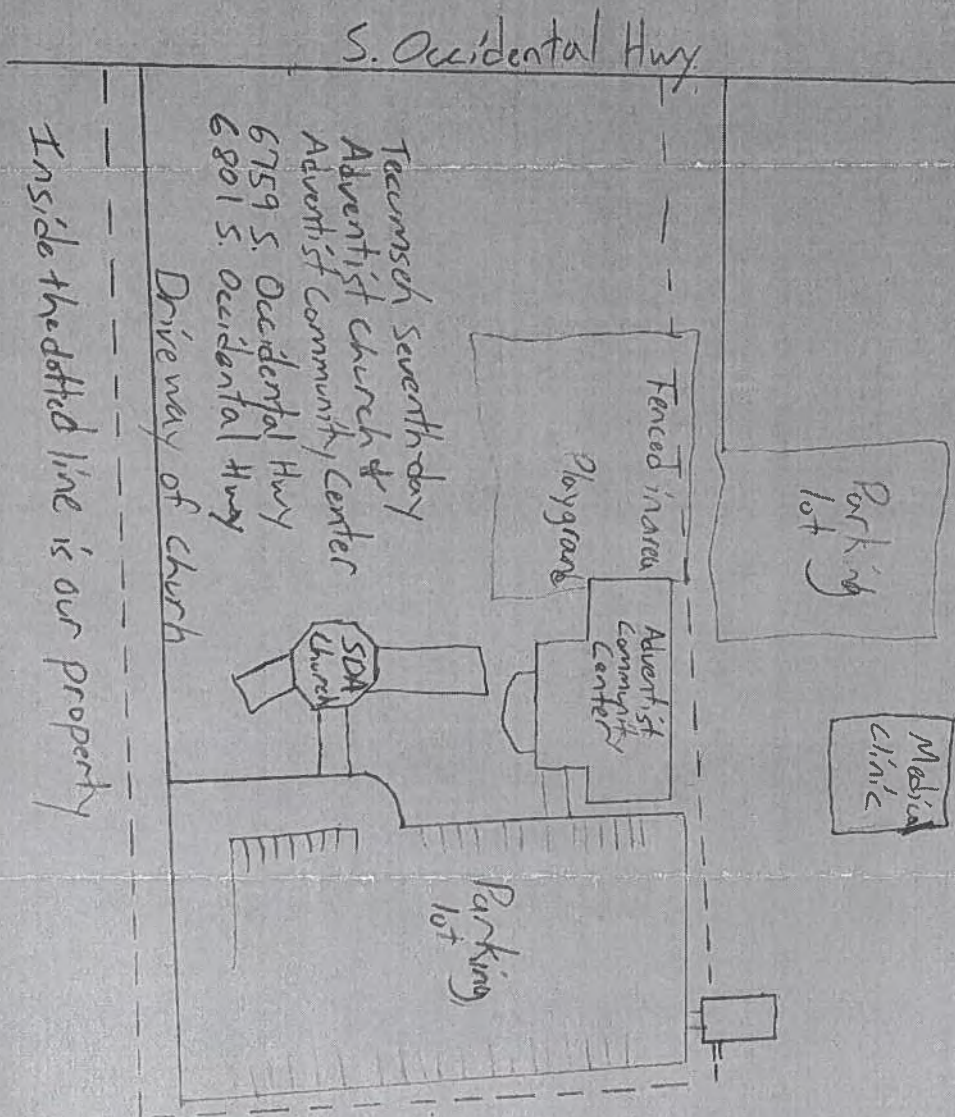 S. Occidental Hwy.
Parking
lot
Medical
Clinic
Fenced in area
Playgrand
Adventist
Community
Center
Tecumseh Seventh-day
Adventist church &
Adventist Community Center
6759 S. Occidental Hwy
6801 S. Occidental Hwy
SDA
Church
Parking
lot
Driveway of church
Inside the dotted line is our property